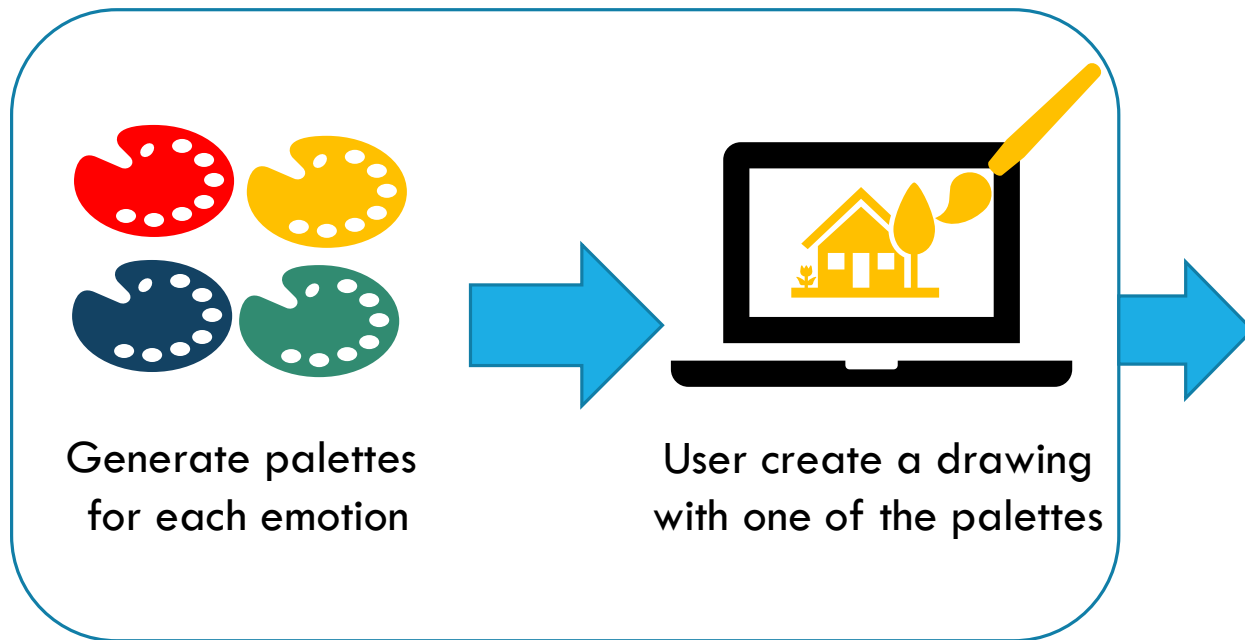 Generate palettes
for each emotion
User create a drawing
with one of the palettes